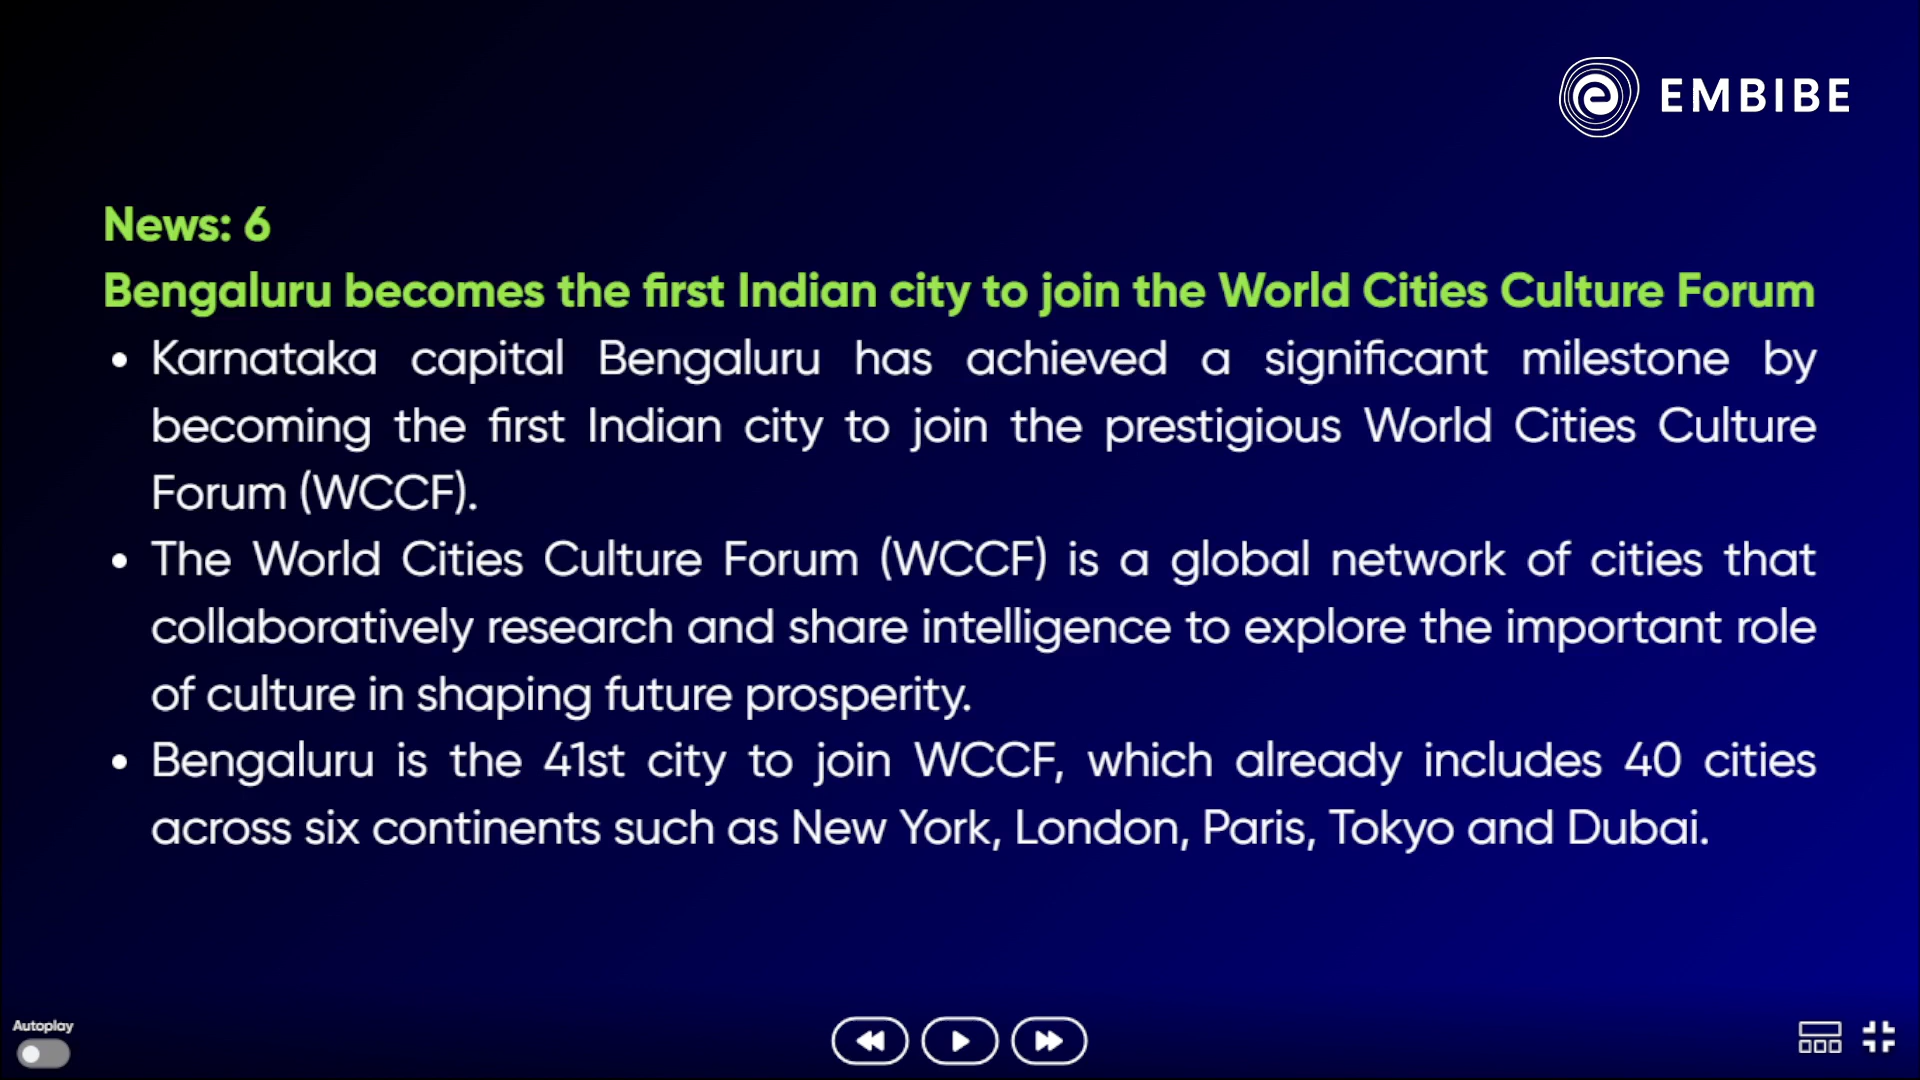 EMBIBE
News: 6
Bengaluru becomes the first Indian city to join the World Cities Culture Forum
• Karnataka capital Bengaluru has achieved a significant milestone by
becoming the first Indian city to join the prestigious World Cities Culture
Forum (WCCF).
• The World Cities Culture Forum (WCCF) is a global network of cities that
collaboratively research and share intelligence to explore the important role
of culture in shaping future prosperity.
• Bengaluru is the 41st city to join WCCF, which already includes 40 cities
across six continents such as New York, London, Paris, Tokyo and Dubai.
Autoplay